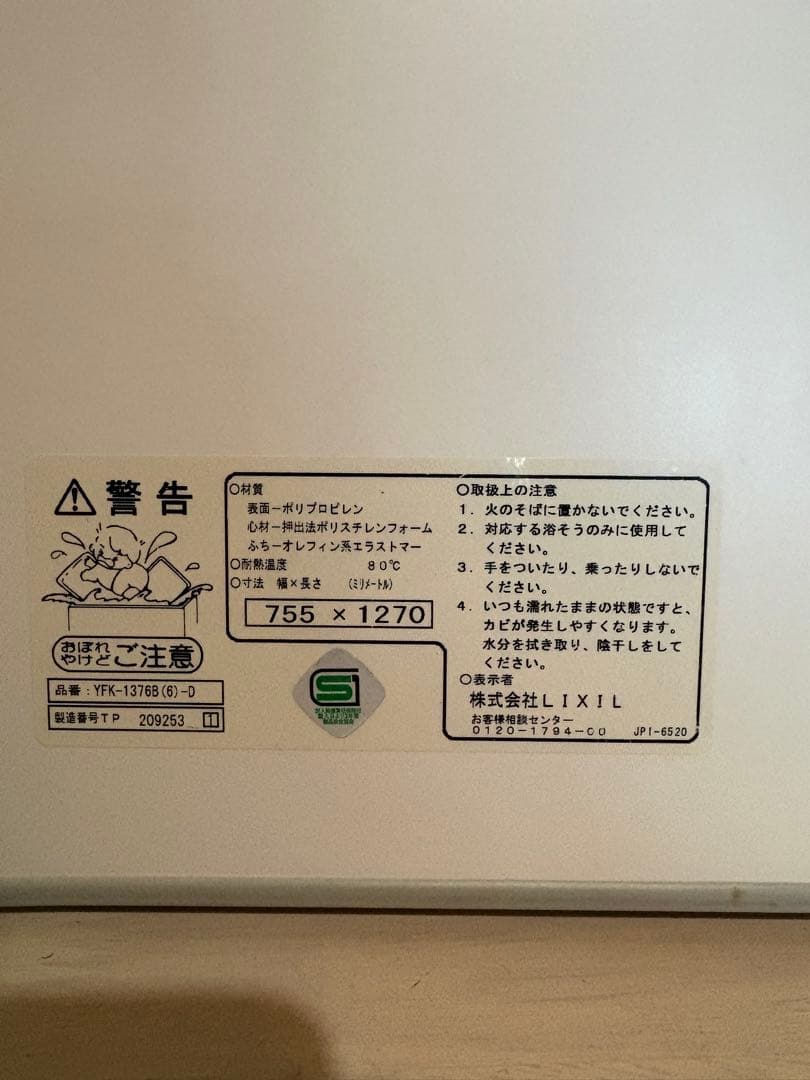 警告
おぼれ
やけど ご注意
品番：YFK-1376B(6)-D
製造番号TP 209253 1
○材質
表面－ポリプロピレン
心材－押出法ポリスチレンフォーム
ふち－オレフィン系エラストマー
○耐熱温度 80℃
○寸法 幅×長さ (ミリメートル)
755 × 1270
○取扱上の注意
1．火のそばに置かないでください。
2．対応する浴そうのみに使用して
ください。
3．手をついたり、乗ったりしないで
ください。
4．いつも濡れたままの状態ですと、
カビが発生しやすくなります。
水分を拭き取り、陰干しをして
ください。
○表示者
株式会社LIXIL
お客様相談センター
0120-1794-00 JPI-6520